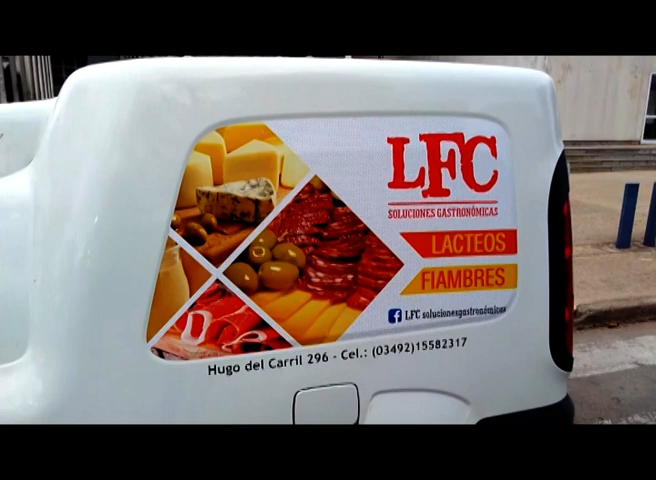 LFC
SOLUCIONES GASTRONÓMICAS
LACTEOS
FIAMBRES
LFC solucionesgastronómicas
Hugo del Carril 296 - Cel.: (03492)15582317